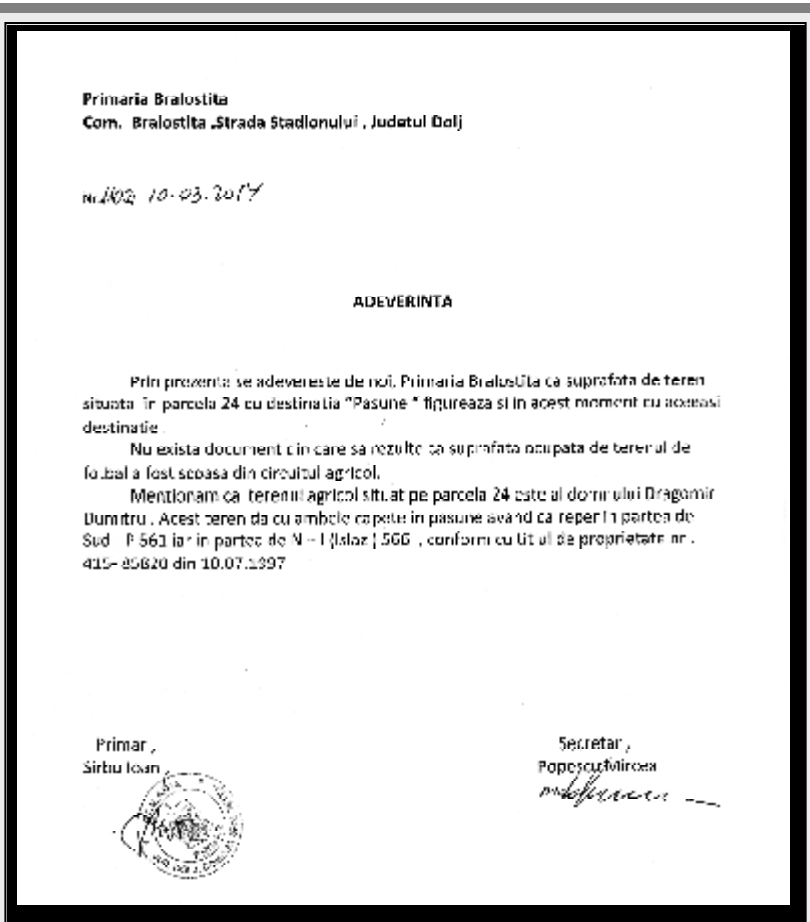 Primaria Bralostita
Com. Bralostita ,Strada Stadionului , Judetul Dolj
Nr. 10-03.2014
ADEVERINTA
Prin prezenta se adevereste de noi, Primaria Bralostita ca suprafata de teren
situata in parcela 24 cu destinatia "Pasune " figureaza si in acest moment cu aceeasi
destinatie .
Nu exista document din care sa rezulte ca suprafata ocupata de terenul de
fotbal a fost scoasa din circuitul agricol.
Mentionam ca terenul agricol situat pe parcela 24 este al domnului Dragomir
Dumitru . Acest teren da cu ambele capete in pasune avand ca reper in partea de
Sud - P 561 iar in partea de N – I (Islaz ) 566 , conform cu titlul de proprietate nr .
415- 85820 din 10.07.1997
Primar ,
Secretar ,
Sirbu Ioan
Popescu Mircea